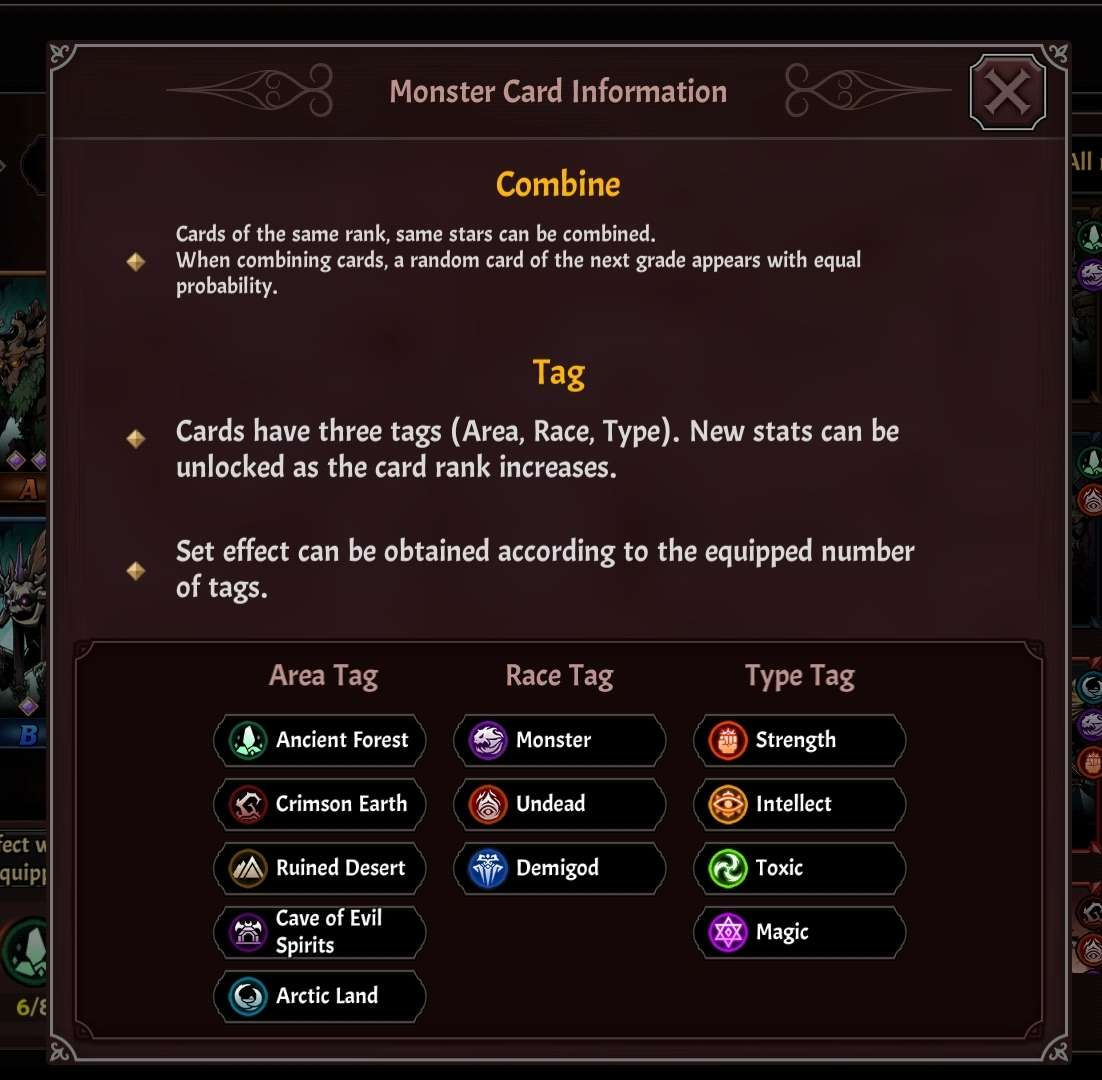 Monster Card Information
Combine
Cards of the same rank, same stars can be combined.
When combining cards, a random card of the next grade appears with equal
probability.
Tag
Cards have three tags (Area, Race, Type). New stats can be
unlocked as the card rank increases.
Set effect can be obtained according to the equipped number
of tags.
Area Tag
Race Tag
Type Tag
Ancient Forest
Monster
Strength
Crimson Earth
Undead
Intellect
Ruined Desert
Demigod
Toxic
Cave of Evil
Spirits
Magic
Arctic Land
All
A
B
6/8